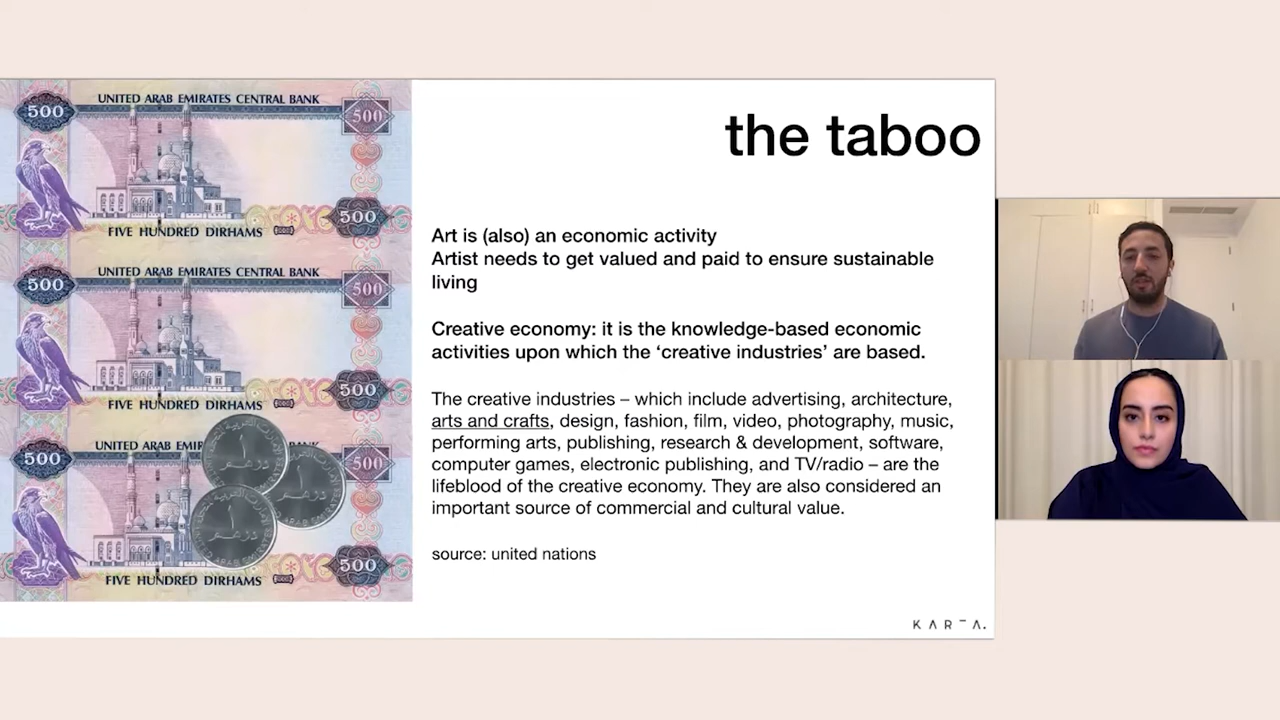 UNITED ARAB EMIRATES CENTRAL BANK
500
500
500
FIVE HUNDRED DIRHAMS
UNITED ARAB EMIRATES CENTRAL BANK
500
500
500
FIVE HUNDRED DIRHAMS
UNITED ARAB EMIR
BANK
500
500
500
FIVE HUNDRED DIRHAMS
١
درهم
١
درهم
the taboo
Art is (also) an economic activity
Artist needs to get valued and paid to ensure sustainable
living
Creative economy: it is the knowledge-based economic
activities upon which the ‘creative industries’ are based.
The creative industries – which include advertising, architecture,
arts and crafts, design, fashion, film, video, photography, music,
performing arts, publishing, research & development, software,
computer games, electronic publishing, and TV/radio – are the
lifeblood of the creative economy. They are also considered an
important source of commercial and cultural value.
source: united nations
KARTA.